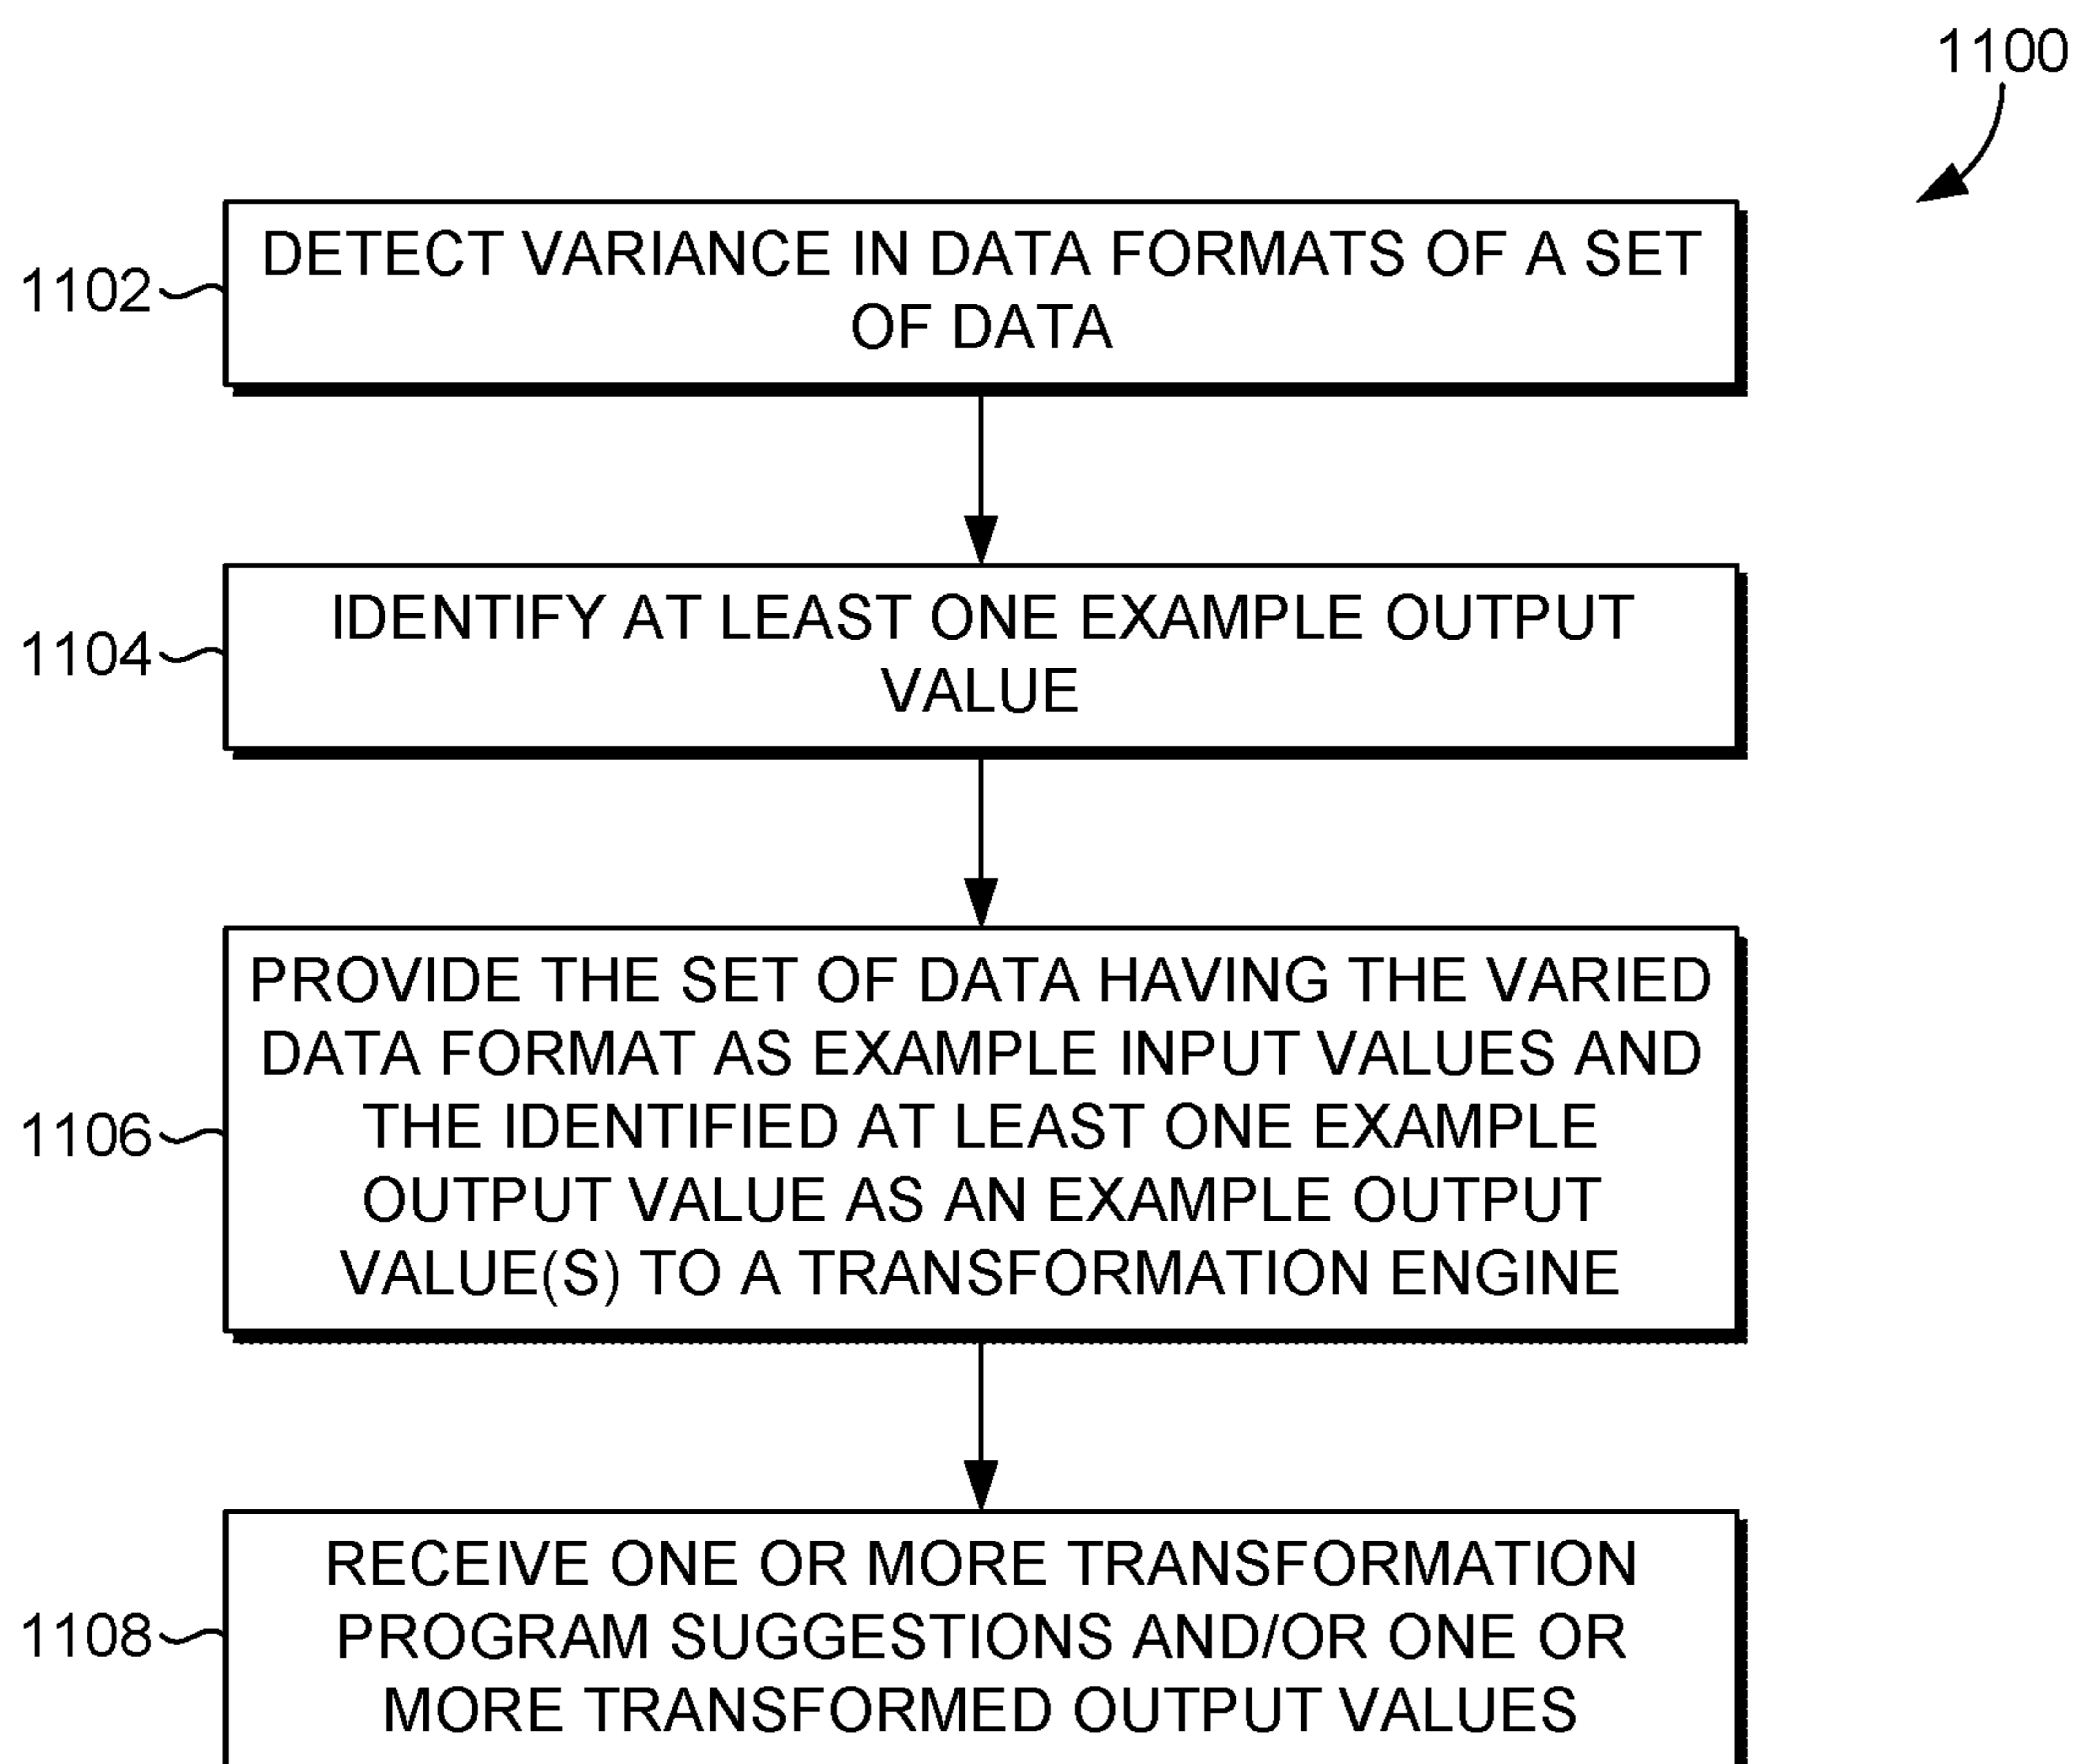 1100
1102
DETECT VARIANCE IN DATA FORMATS OF A SET
OF DATA
1104
IDENTIFY AT LEAST ONE EXAMPLE OUTPUT
VALUE
1106
PROVIDE THE SET OF DATA HAVING THE VARIED
DATA FORMAT AS EXAMPLE INPUT VALUES AND
THE IDENTIFIED AT LEAST ONE EXAMPLE
OUTPUT VALUE AS AN EXAMPLE OUTPUT
VALUE(S) TO A TRANSFORMATION ENGINE
1108
RECEIVE ONE OR MORE TRANSFORMATION
PROGRAM SUGGESTIONS AND/OR ONE OR
MORE TRANSFORMED OUTPUT VALUES